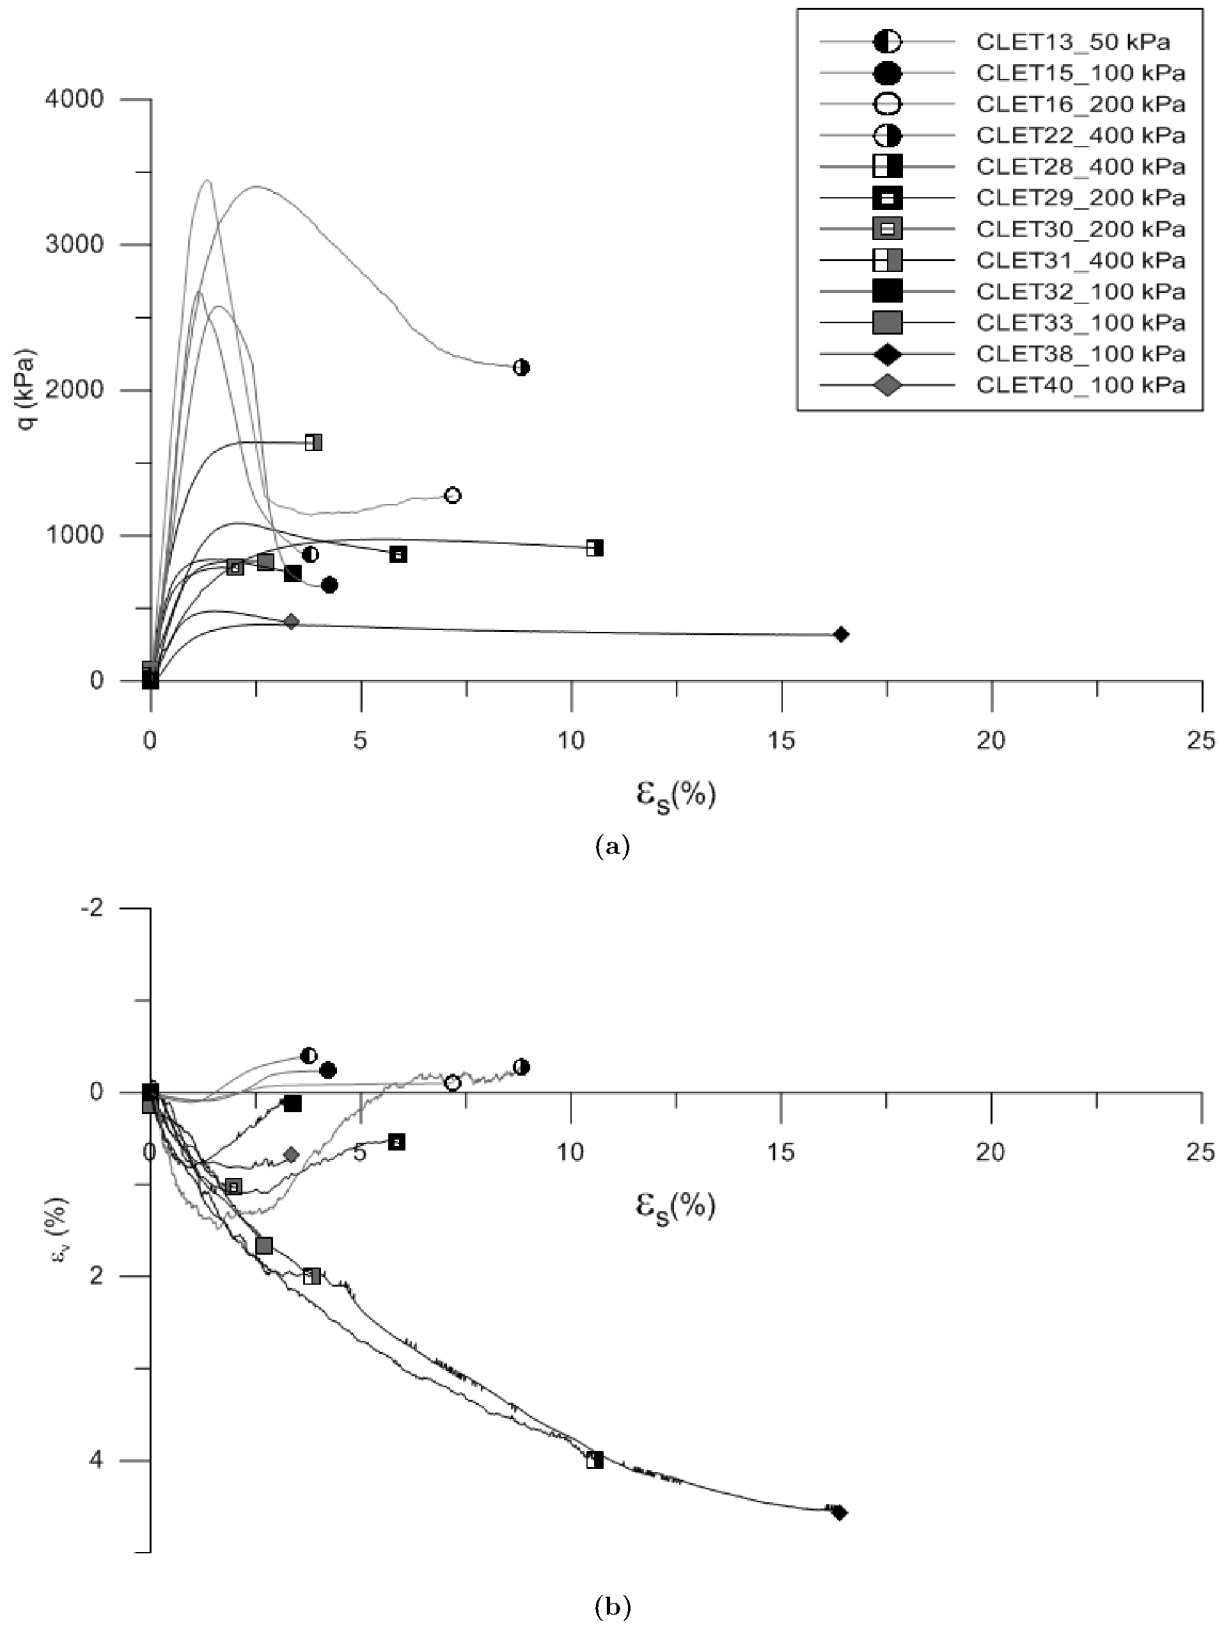 CLET13_50 kPa
CLET15_100 kPa
CLET16_200 kPa
CLET22_400 kPa
CLET28_400 kPa
CLET29_200 kPa
CLET30_200 kPa
CLET31_400 kPa
CLET32_100 kPa
CLET33_100 kPa
CLET38_100 kPa
CLET40_100 kPa
4000
3000
2000
1000
0
q (kPa)
0 5 10 15 20 25
εs(%)
(a)
-2
0
2
4
εv (%)
0 5 10 15 20 25
εs(%)
(b)